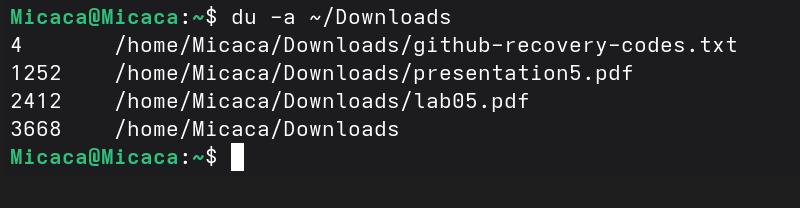 Micaca@Micaca:~$ du -a ~/Downloads
4       /home/Micaca/Downloads/github-recovery-codes.txt
1252    /home/Micaca/Downloads/presentation5.pdf
2412    /home/Micaca/Downloads/lab05.pdf
3668    /home/Micaca/Downloads
Micaca@Micaca:~$